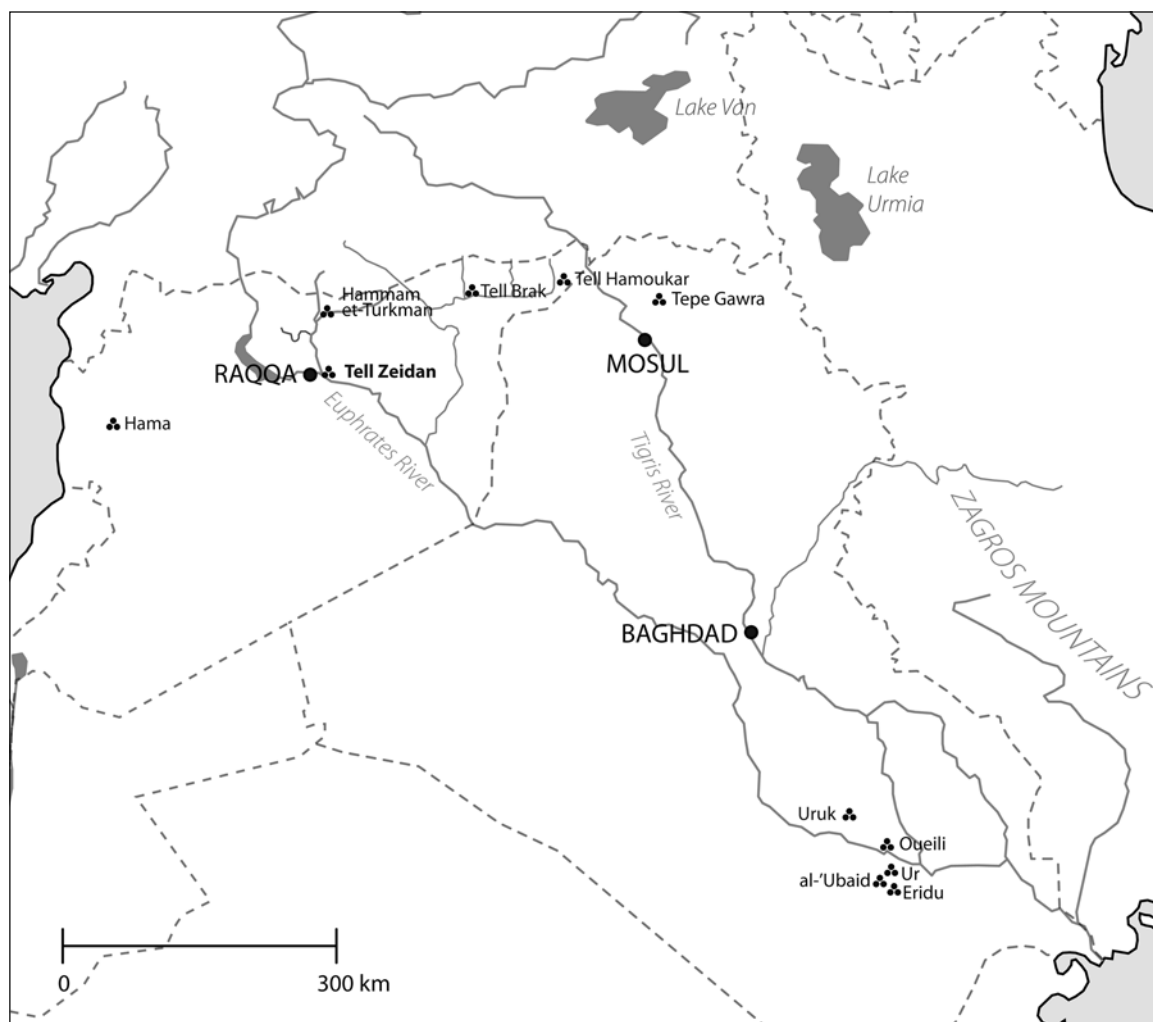 Lake Van
Lake
Urmia
Tell Hamoukar
Tell Brak
Hammam
et-Turkman
Tepe Gawra
MOSUL
RAQQA
Tell Zeidan
Hama
Euphrates River
Tigris River
ZAGROS MOUNTAINS
BAGHDAD
Uruk
Oueili
Ur
al-'Ubaid
Eridu
0
300 km